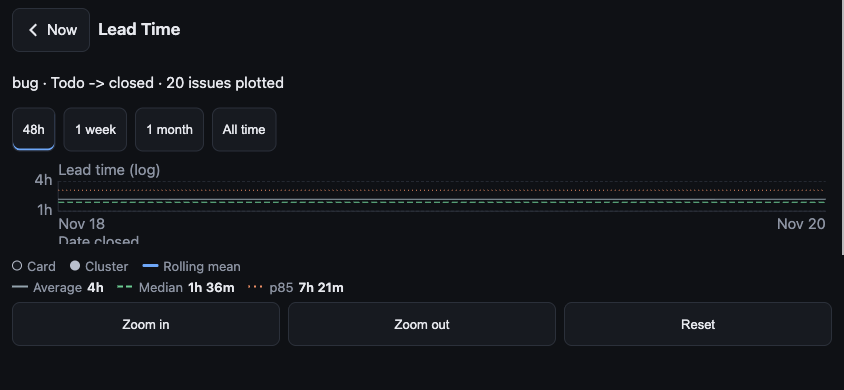 Now Lead Time
bug · Todo -> closed · 20 issues plotted
48h 1 week 1 month All time
Lead time (log)
4h
1h
Nov 18 Nov 20
Date closed
Card Cluster Rolling mean
Average 4h Median 1h 36m p85 7h 21m
Zoom in Zoom out Reset